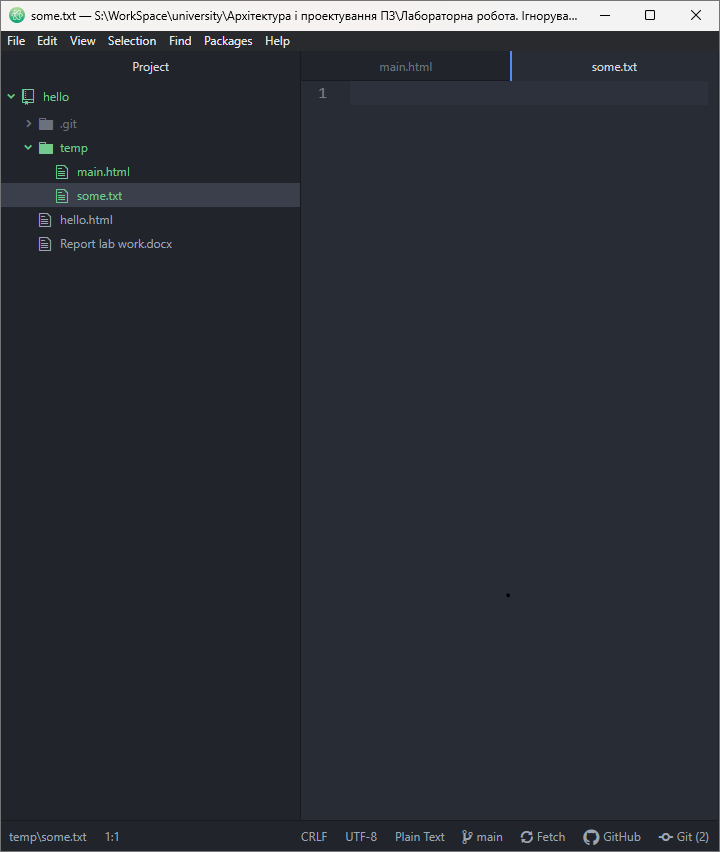 some.txt — S:\WorkSpace\university\Архітектура і проектування ПЗ\Лабораторна робота. Ігнорува...
File Edit View Selection Find Packages Help
Project
main.html
some.txt
hello
.git
temp
main.html
some.txt
hello.html
Report lab work.docx
1
temp\some.txt 1:1 CRLF UTF-8 Plain Text main Fetch GitHub Git (2)